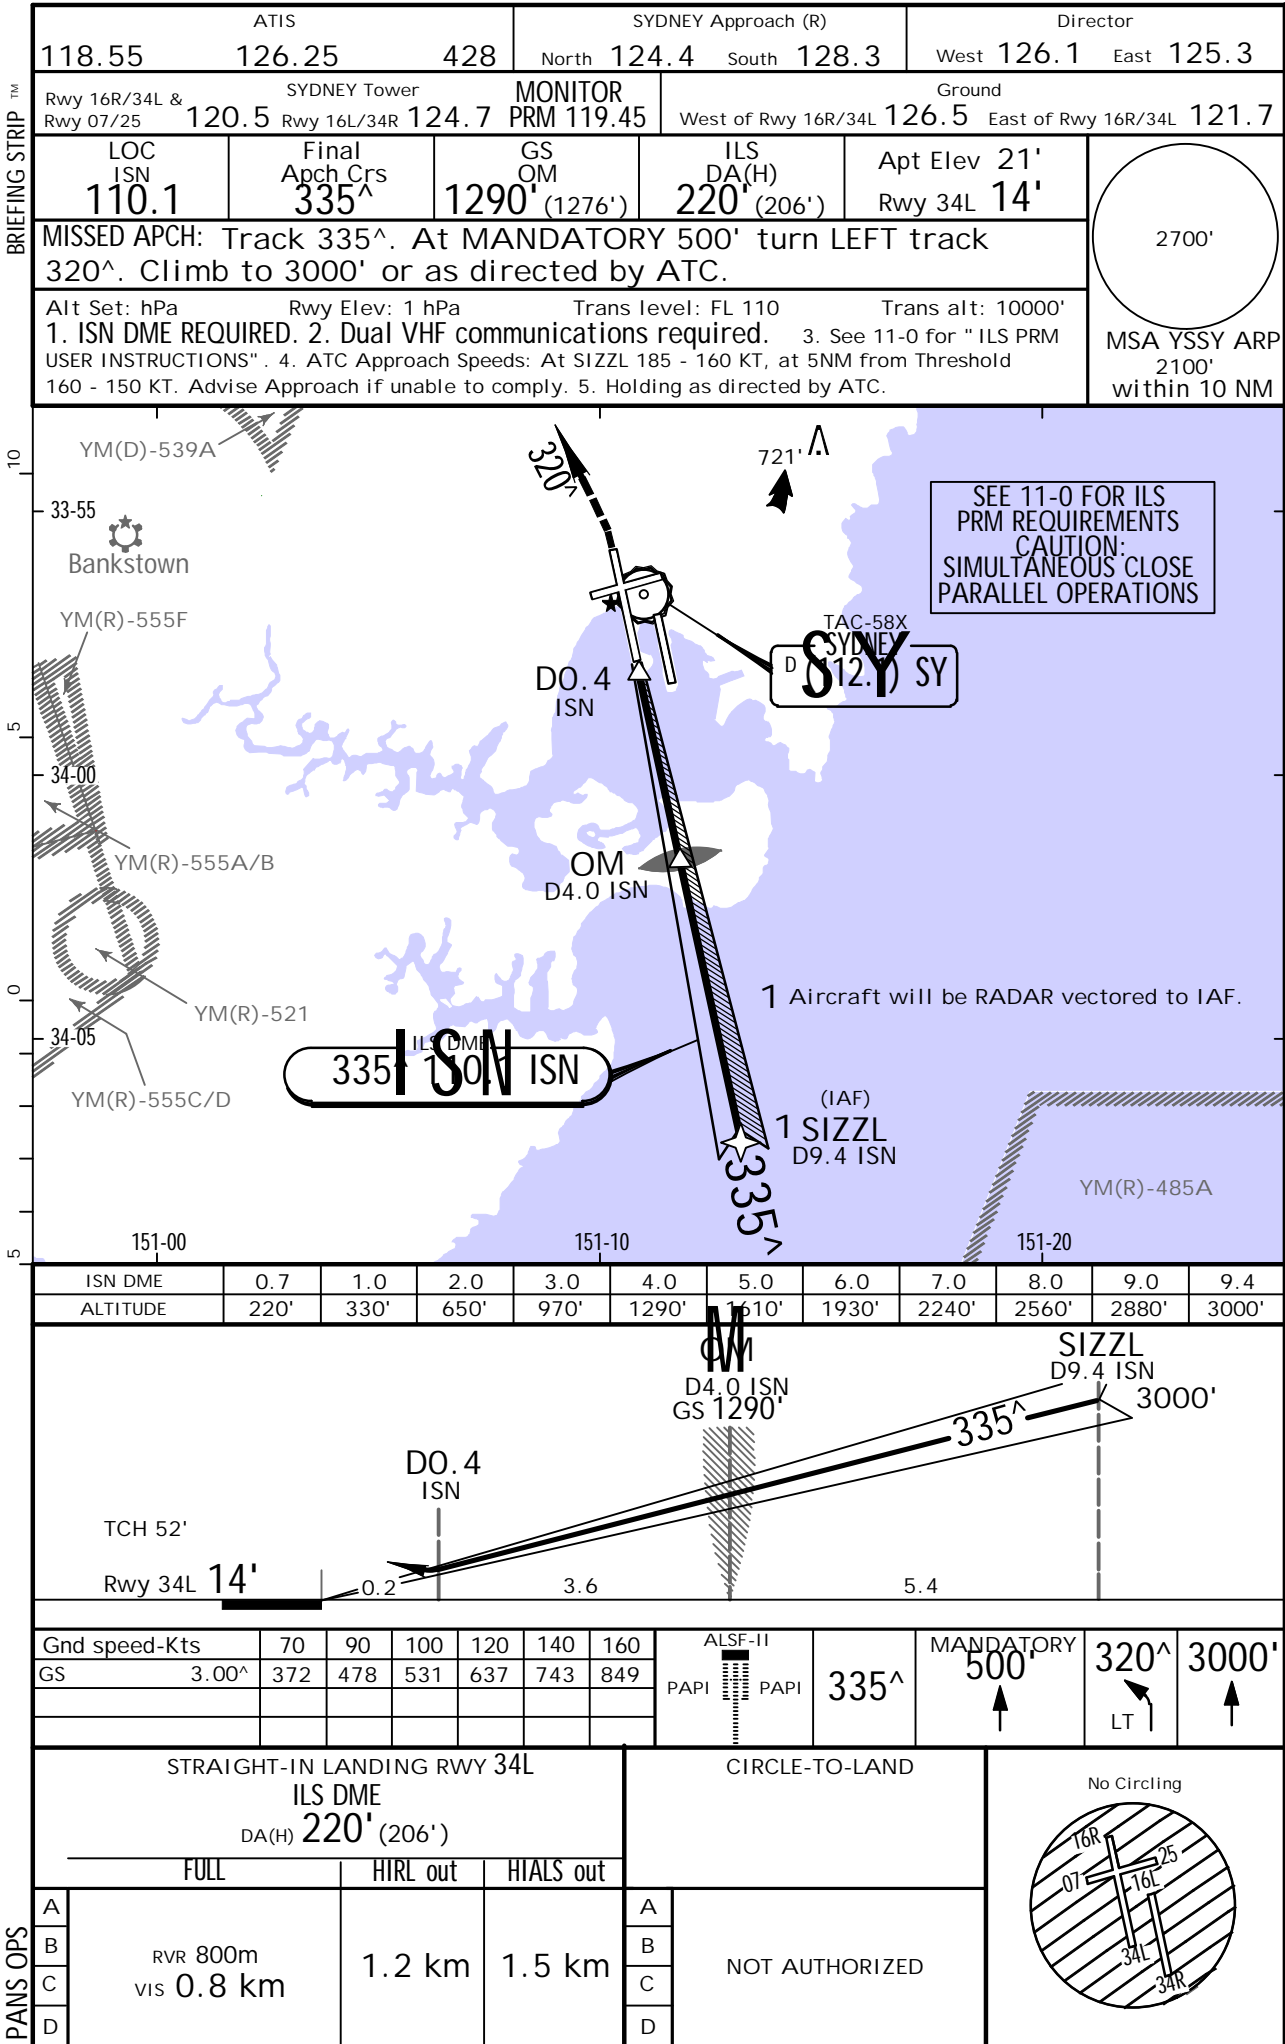 BRIEFING STRIP TM
ATIS
118.55 126.25 428
SYDNEY Approach (R)
North 124.4 South 128.3
Director
West 126.1 East 125.3
SYDNEY Tower
Rwy 16R/34L &
Rwy 07/25 120.5 Rwy 16L/34R 124.7
MONITOR
PRM 119.45
Ground
West of Rwy 16R/34L 126.5 East of Rwy 16R/34L 121.7
LOC
ISN
110.1
Final
Apch Crs
335^
GS
OM
1290' (1276')
ILS
DA(H)
220' (206')
Apt Elev 21'
Rwy 34L 14'
MISSED APCH: Track 335^. At MANDATORY 500' turn LEFT track
320^. Climb to 3000' or as directed by ATC.
Alt Set: hPa Rwy Elev: 1 hPa Trans level: FL 110 Trans alt: 10000'
1. ISN DME REQUIRED. 2. Dual VHF communications required. 3. See 11-0 for "ILS PRM
USER INSTRUCTIONS". 4. ATC Approach Speeds: At SIZZL 185 - 160 KT, at 5NM from Threshold
160 - 150 KT. Advise Approach if unable to comply. 5. Holding as directed by ATC.
2700'
MSA YSSY ARP
2100'
within 10 NM
10
5
0
5
YM(D)-539A
33-55
Bankstown
YM(R)-555F
34-00
YM(R)-555A/B
YM(R)-521
34-05
YM(R)-555C/D
320^
721'
SEE 11-0 FOR ILS
PRM REQUIREMENTS
CAUTION:
SIMULTANEOUS CLOSE
PARALLEL OPERATIONS
TAC-58X
SYDNEY
D (112.1) SY
SY
D0.4
ISN
OM
D4.0 ISN
1 Aircraft will be RADAR vectored to IAF.
ILS DME
335^ 110.1 ISN
ISN
(IAF)
1 SIZZL
D9.4 ISN
335^
YM(R)-485A
151-00 151-10 151-20
ISN DME 0.7 1.0 2.0 3.0 4.0 5.0 6.0 7.0 8.0 9.0 9.4
ALTITUDE 220' 330' 650' 970' 1290' 1610' 1930' 2240' 2560' 2880' 3000'
M
OM
D4.0 ISN
GS 1290'
SIZZL
D9.4 ISN
3000'
335^
D0.4
ISN
TCH 52'
Rwy 34L 14'
0.2 3.6 5.4
Gnd speed-Kts 70 90 100 120 140 160
GS 3.00^ 372 478 531 637 743 849
ALSF-II
PAPI PAPI
335^
MANDATORY
500'
320^
LT
3000'
STRAIGHT-IN LANDING RWY 34L
ILS DME
DA(H) 220' (206')
FULL HIRL out HIALS out
A
B
C
D
RVR 800m
VIS 0.8 km
1.2 km
1.5 km
CIRCLE-TO-LAND
A
B
C
D
NOT AUTHORIZED
No Circling
16R
25
07
16L
34L
34R
PANS OPS